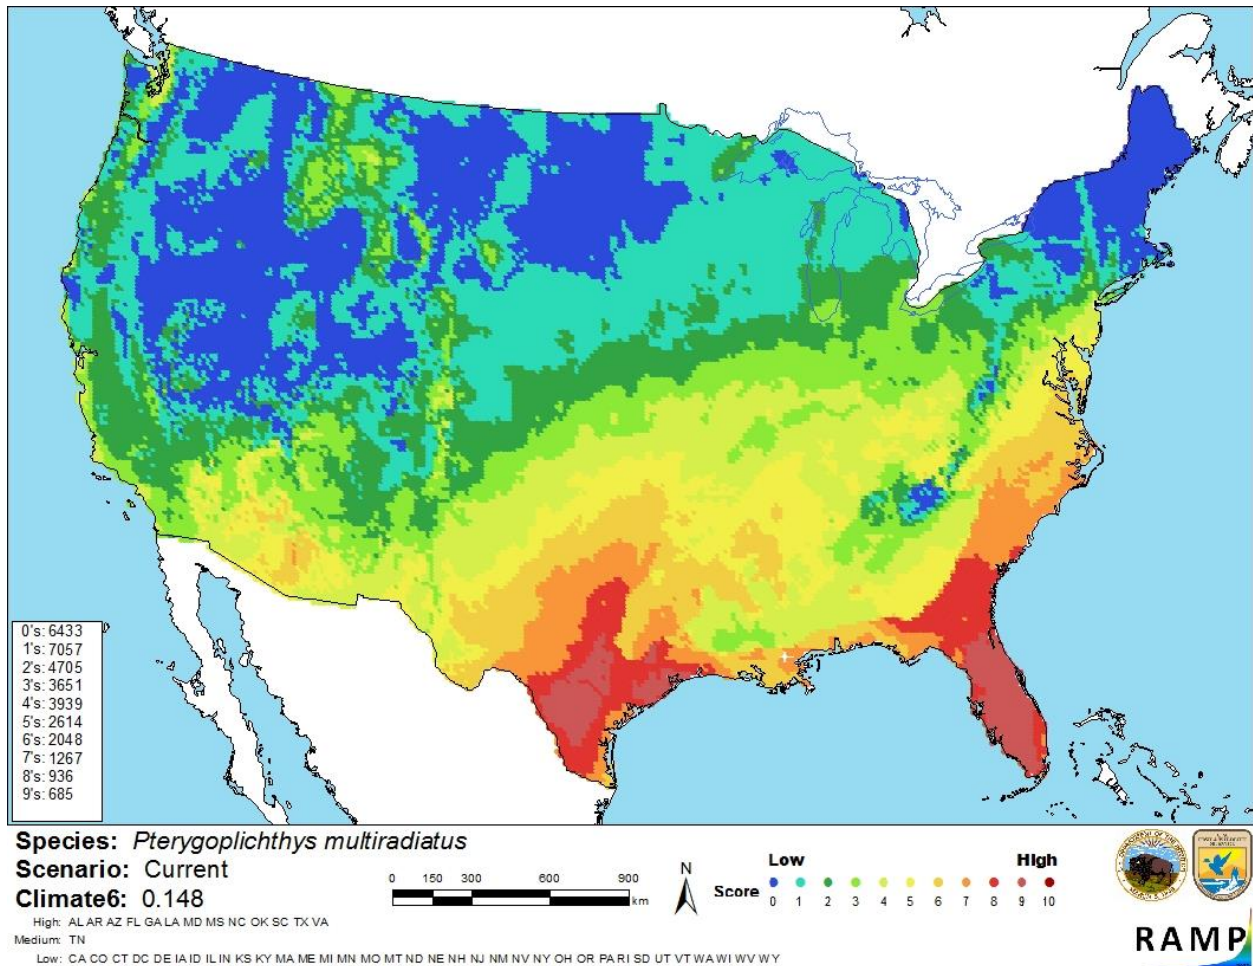 0's: 6433
1's: 7057
2's: 4705
3's: 3651
4's: 3939
5's: 2614
6's: 2048
7's: 1267
8's: 936
9's: 685
Species: Pterygoplichthys multiradiatus
Scenario: Current
Climate6: 0.148
High: AL AR AZ FL GA LA MD MS NC OK SC TX VA
Medium: TN
Low: CA CO CT DC DE IA ID IL IN KS KY MA ME MI MN MO MT ND NE NH NJ NM NV NY OH OR PA RI SD UT VT WA WI WV WY
0 150 300 600 900
km
N
Low High
Score 0 1 2 3 4 5 6 7 8 9 10
RAMP